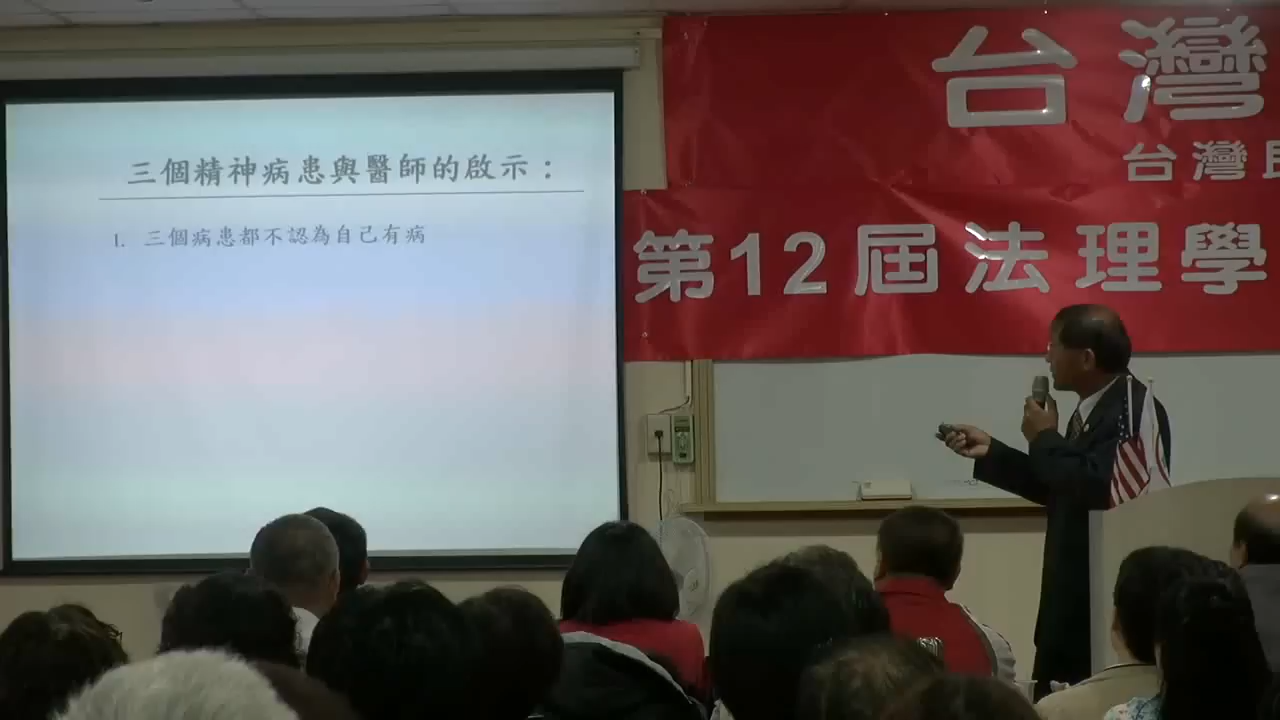 三個精神病患與醫師的啟示：
1. 三個病患都不認為自己有病
台灣
台灣民
第12屆法理學